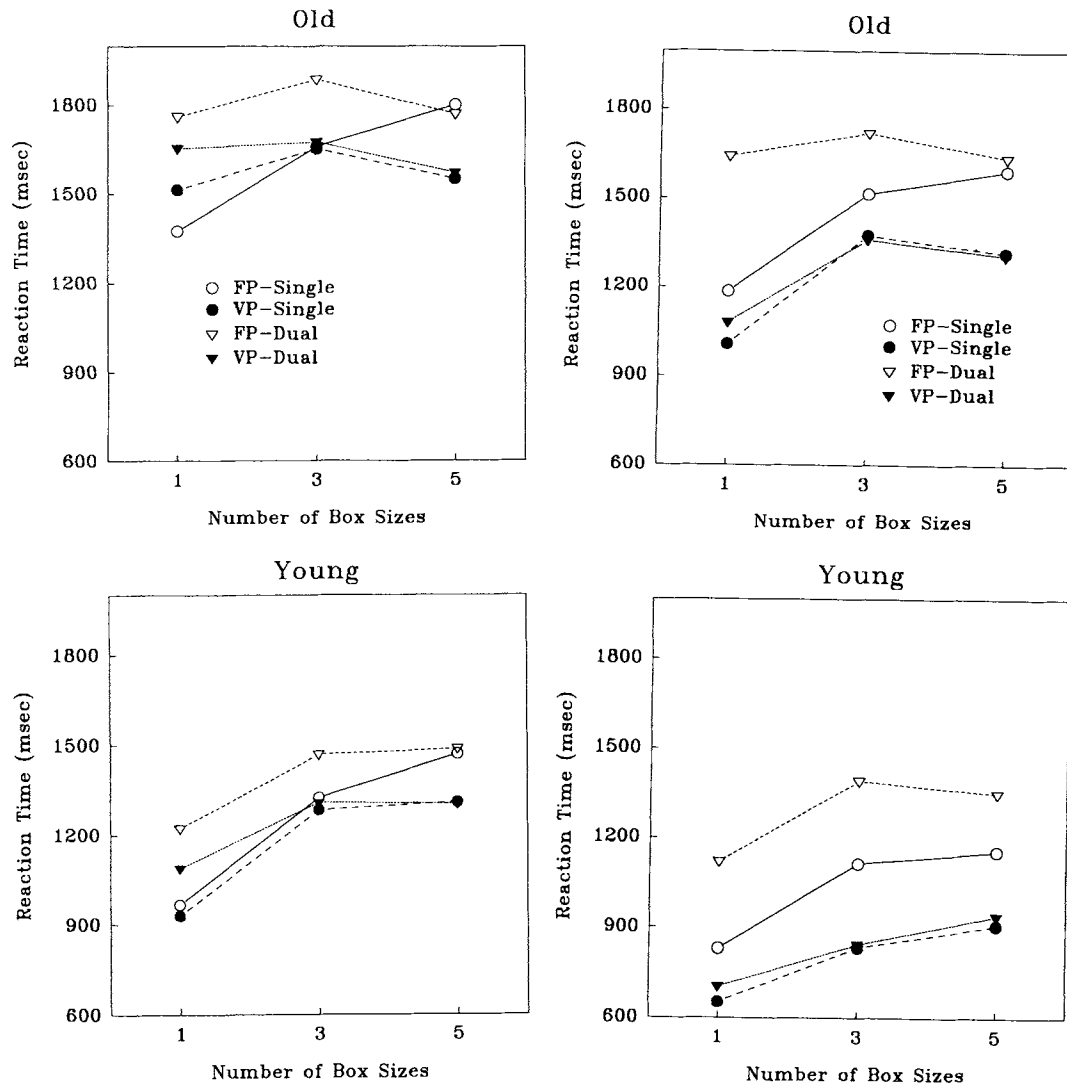 Old
Reaction Time (msec)
1800
1500
1200
900
600
FP-Single
VP-Single
FP-Dual
VP-Dual
1 3 5
Number of Box Sizes
Old
Reaction Time (msec)
1800
1500
1200
900
600
FP-Single
VP-Single
FP-Dual
VP-Dual
1 3 5
Number of Box Sizes
Young
Reaction Time (msec)
1800
1500
1200
900
600
1 3 5
Number of Box Sizes
Young
Reaction Time (msec)
1800
1500
1200
900
600
1 3 5
Number of Box Sizes